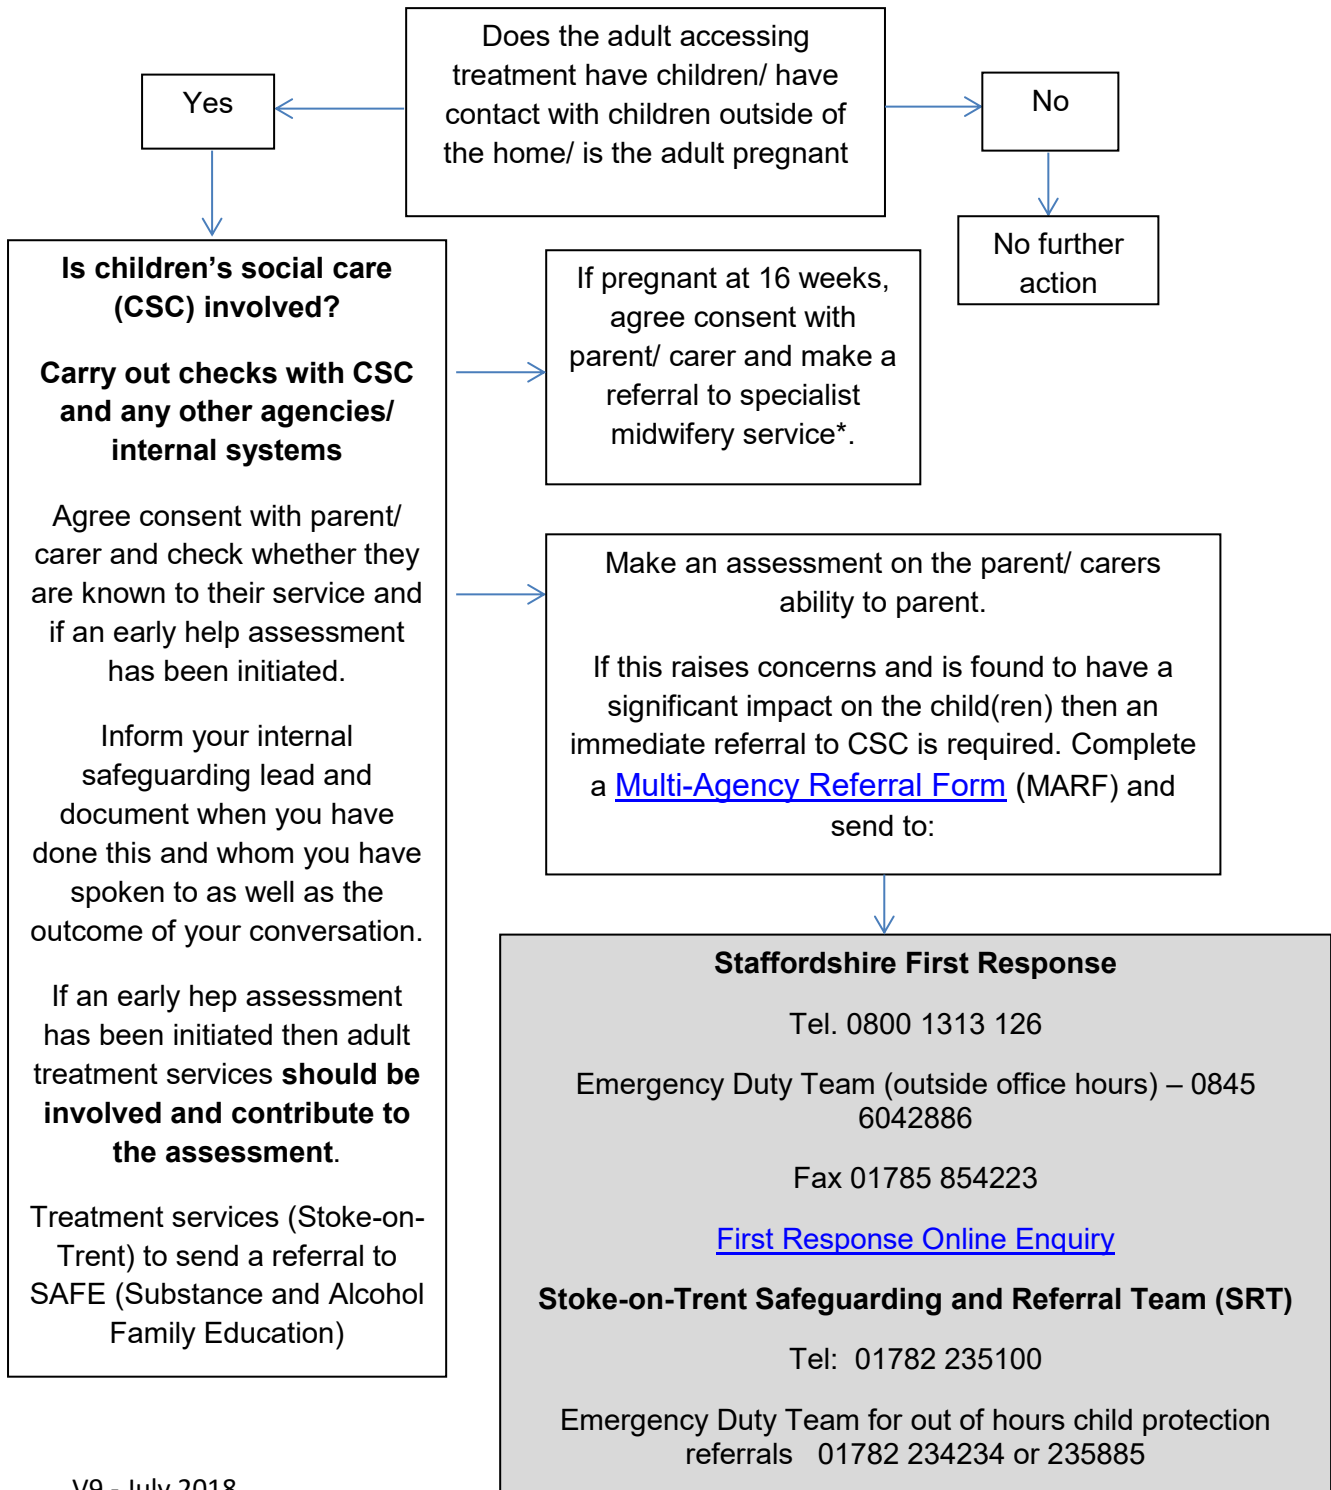 Does the adult accessing
treatment have children/ have
contact with children outside of
the home/ is the adult pregnant
Yes
No
No further
action
Is children’s social care
(CSC) involved?
Carry out checks with CSC
and any other agencies/
internal systems
Agree consent with parent/
carer and check whether they
are known to their service and
if an early help assessment
has been initiated.
Inform your internal
safeguarding lead and
document when you have
done this and whom you have
spoken to as well as the
outcome of your conversation.
If an early hep assessment
has been initiated then adult
treatment services should be
involved and contribute to
the assessment.
Treatment services (Stoke-on-
Trent) to send a referral to
SAFE (Substance and Alcohol
Family Education)
If pregnant at 16 weeks,
agree consent with
parent/ carer and make a
referral to specialist
midwifery service*.
Make an assessment on the parent/ carers
ability to parent.
If this raises concerns and is found to have a
significant impact on the child(ren) then an
immediate referral to CSC is required. Complete
a Multi-Agency Referral Form (MARF) and
send to:
Staffordshire First Response
Tel. 0800 1313 126
Emergency Duty Team (outside office hours) – 0845
6042886
Fax 01785 854223
First Response Online Enquiry
Stoke-on-Trent Safeguarding and Referral Team (SRT)
Tel: 01782 235100
Emergency Duty Team for out of hours child protection
referrals 01782 234234 or 235885
V9 - July 2018